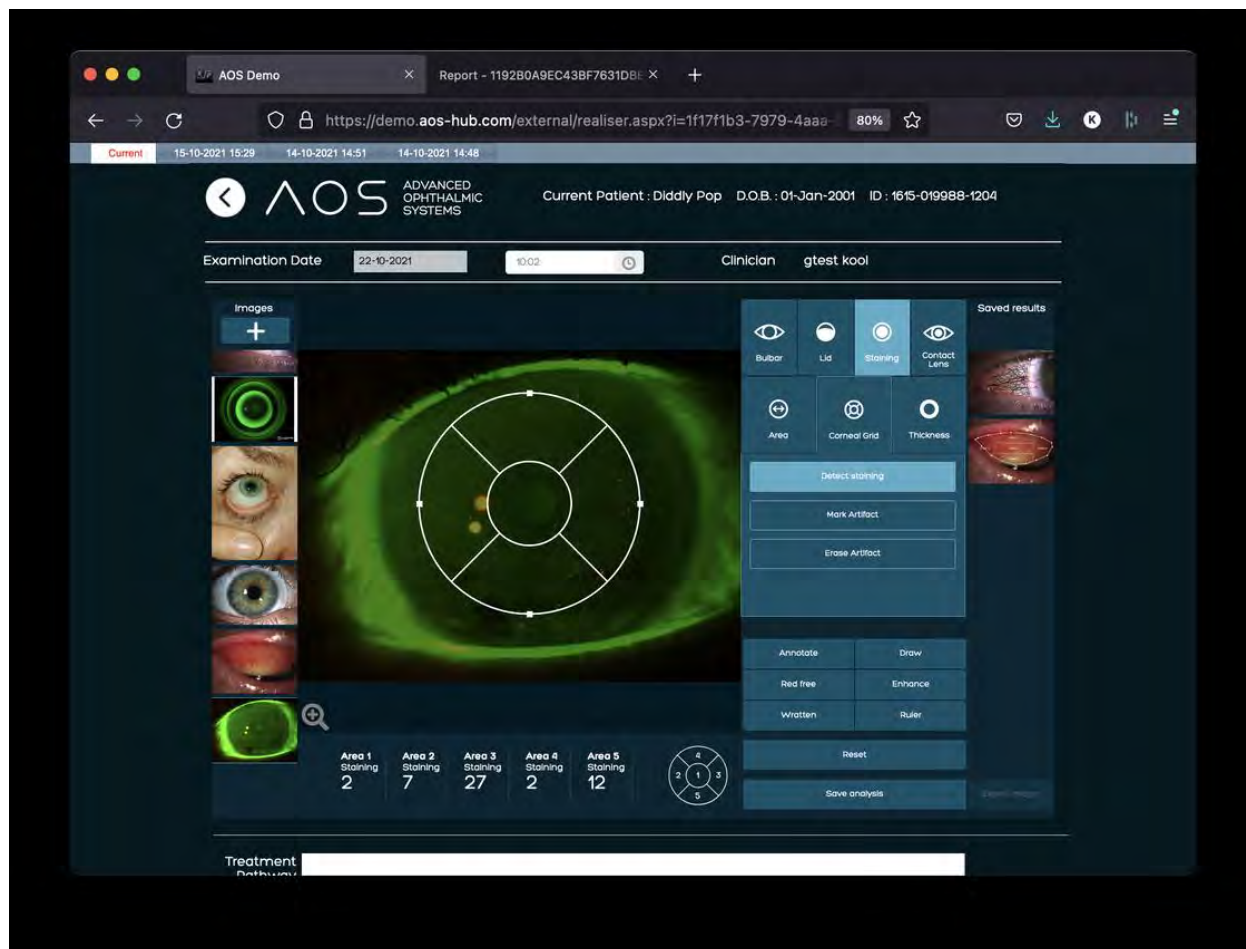 AOS Demo
Report - 1192B0A9EC43BF7631DBE
https://demo.aos-hub.com/external/realiser.aspx?i=1f17f1b3-7979-4aaa-
80%
K
Current 15-10-2021 15:29 14-10-2021 14:51 14-10-2021 14:48
AOS
ADVANCED
OPHTHALMIC
SYSTEMS
Current Patient : Diddly Pop D.O.B. : 01-Jan-2001 ID : 1615-019988-1204
Examination Date 22-10-2021 10:02 Clinician gtest kool
Images
Saved results
Bulbar Lid Staining Contact
Lens
Area Corneal Grid Thickness
Detect staining
Mark Artifact
Erase Artifact
Annotate Draw
Red free Enhance
Wratten Ruler
Reset
Save analysis
Area 1 Area 2 Area 3 Area 4 Area 5
Staining Staining Staining Staining Staining
2 7 27 2 12
4
2 1 3
5
Treatment
Pathway